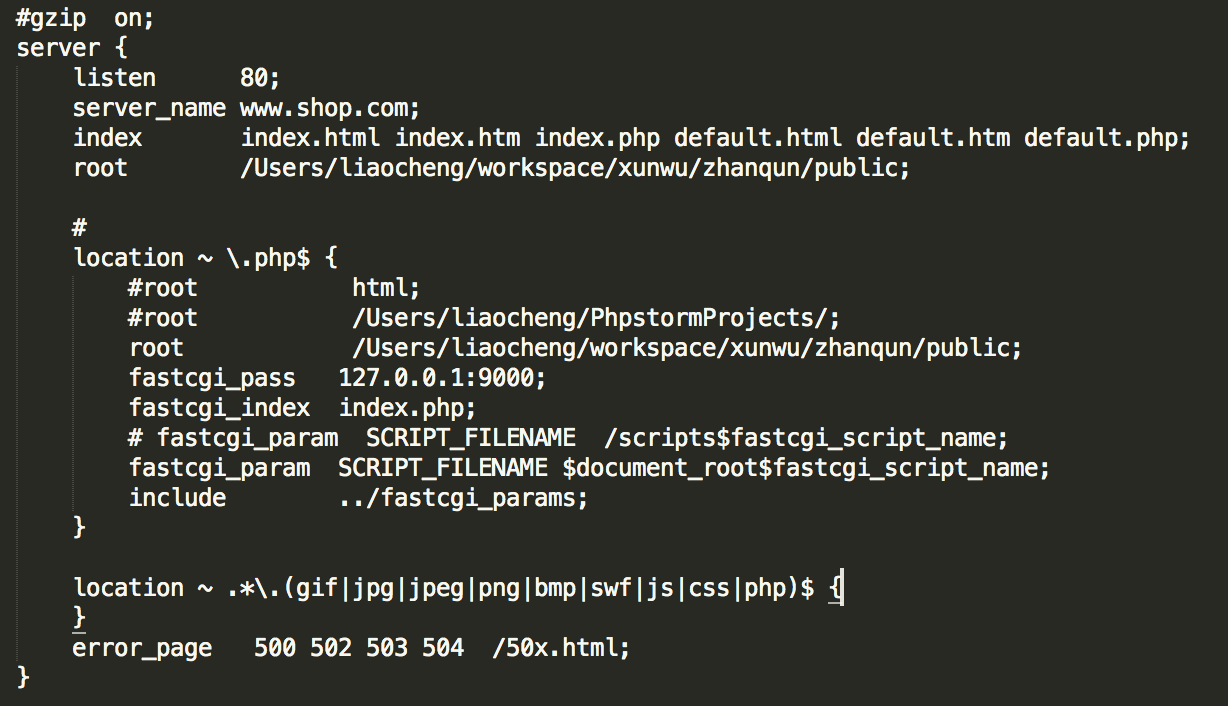 #gzip  on;
server {
    listen      80;
    server_name www.shop.com;
    index       index.html index.htm index.php default.html default.htm default.php;
    root        /Users/liaocheng/workspace/xunwu/zhanqun/public;

    #
    location ~ \.php$ {
        #root           html;
        #root           /Users/liaocheng/PhpstormProjects/;
        root            /Users/liaocheng/workspace/xunwu/zhanqun/public;
        fastcgi_pass   127.0.0.1:9000;
        fastcgi_index  index.php;
        # fastcgi_param  SCRIPT_FILENAME  /scripts$fastcgi_script_name;
        fastcgi_param  SCRIPT_FILENAME $document_root$fastcgi_script_name;
        include        ../fastcgi_params;
    }

    location ~ .*\.(gif|jpg|jpeg|png|bmp|swf|js|css|php)$ {
    }
    error_page   500 502 503 504  /50x.html;
}